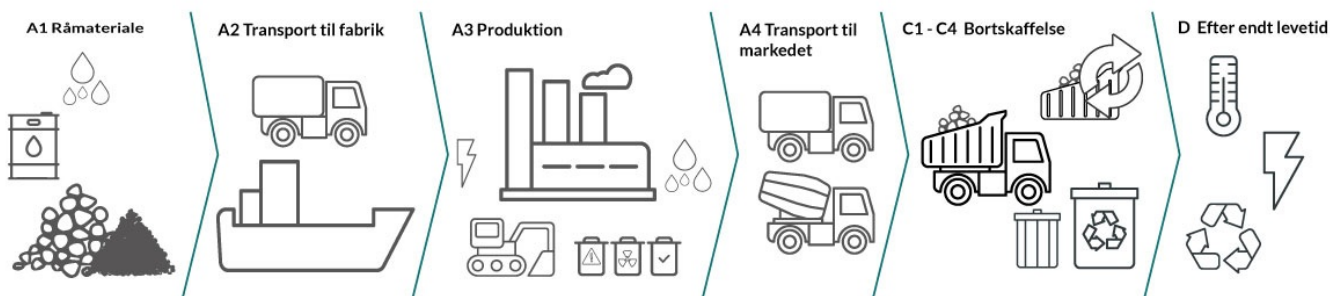 A1 Råmateriale
A2 Transport til fabrik
A3 Produktion
A4 Transport til
markedet
C1 - C4 Bortskaffelse
D Efter endt levetid